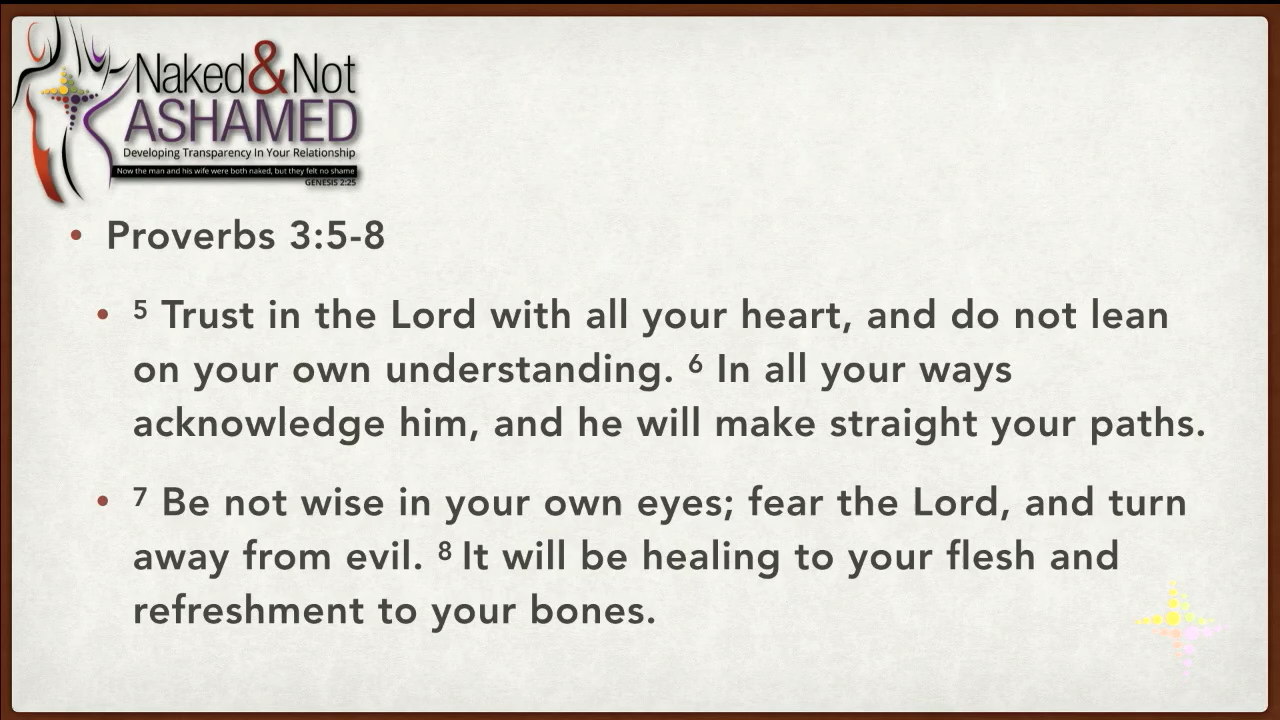 Naked&Not
ASHAMED
Developing Transparency In Your Relationship
Now the man and his wife were both naked, but they felt no shame
GENESIS 2:25
• Proverbs 3:5-8
• ⁵ Trust in the Lord with all your heart, and do not lean
on your own understanding. ⁶ In all your ways
acknowledge him, and he will make straight your paths.
• ⁷ Be not wise in your own eyes; fear the Lord, and turn
away from evil. ⁸ It will be healing to your flesh and
refreshment to your bones.